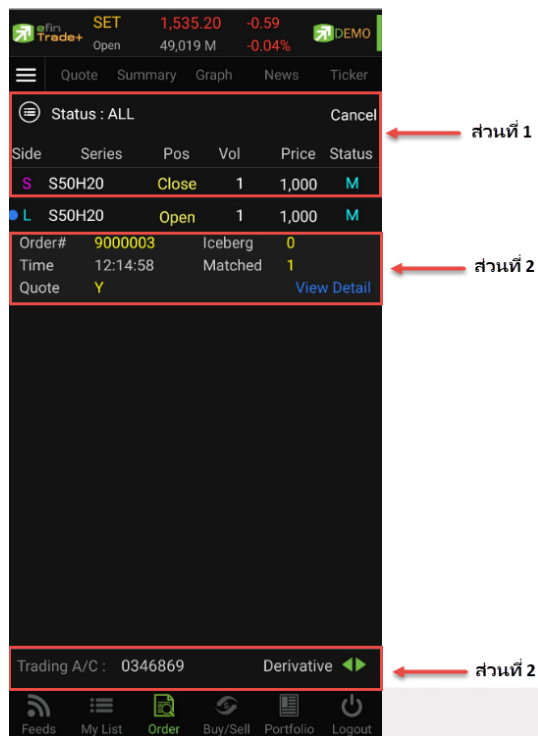 efin Trade+ SET 1,535.20 -0.59 DEMO
Open 49,019 M -0.04%
Quote Summary Graph News Ticker
Status : ALL Cancel
ส่วนที่ 1
Side Series Pos Vol Price Status
S S50H20 Close 1 1,000 M
L S50H20 Open 1 1,000 M
Order# 9000003 Iceberg 0
Time 12:14:58 Matched 1
ส่วนที่ 2
Quote Y View Detail
Trading A/C : 0346869 Derivative
ส่วนที่ 2
Feeds My List Order Buy/Sell Portfolio Logout